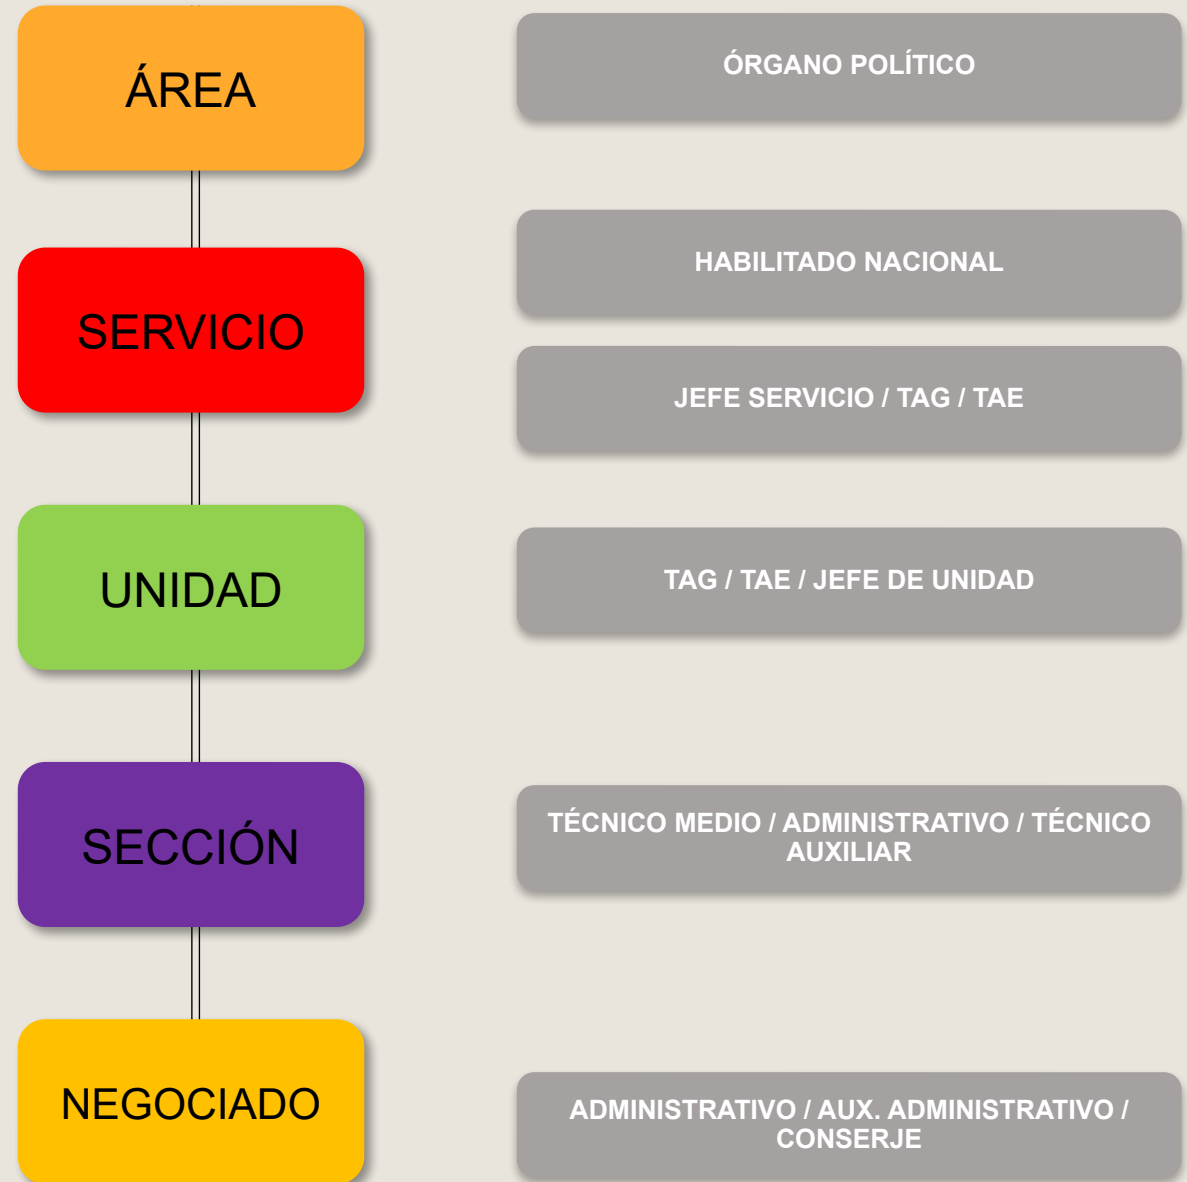 ÁREA
ÓRGANO POLÍTICO
SERVICIO
HABILITADO NACIONAL
JEFE SERVICIO / TAG / TAE
UNIDAD
TAG / TAE / JEFE DE UNIDAD
SECCIÓN
TÉCNICO MEDIO / ADMINISTRATIVO / TÉCNICO
AUXILIAR
NEGOCIADO
ADMINISTRATIVO / AUX. ADMINISTRATIVO /
CONSERJE